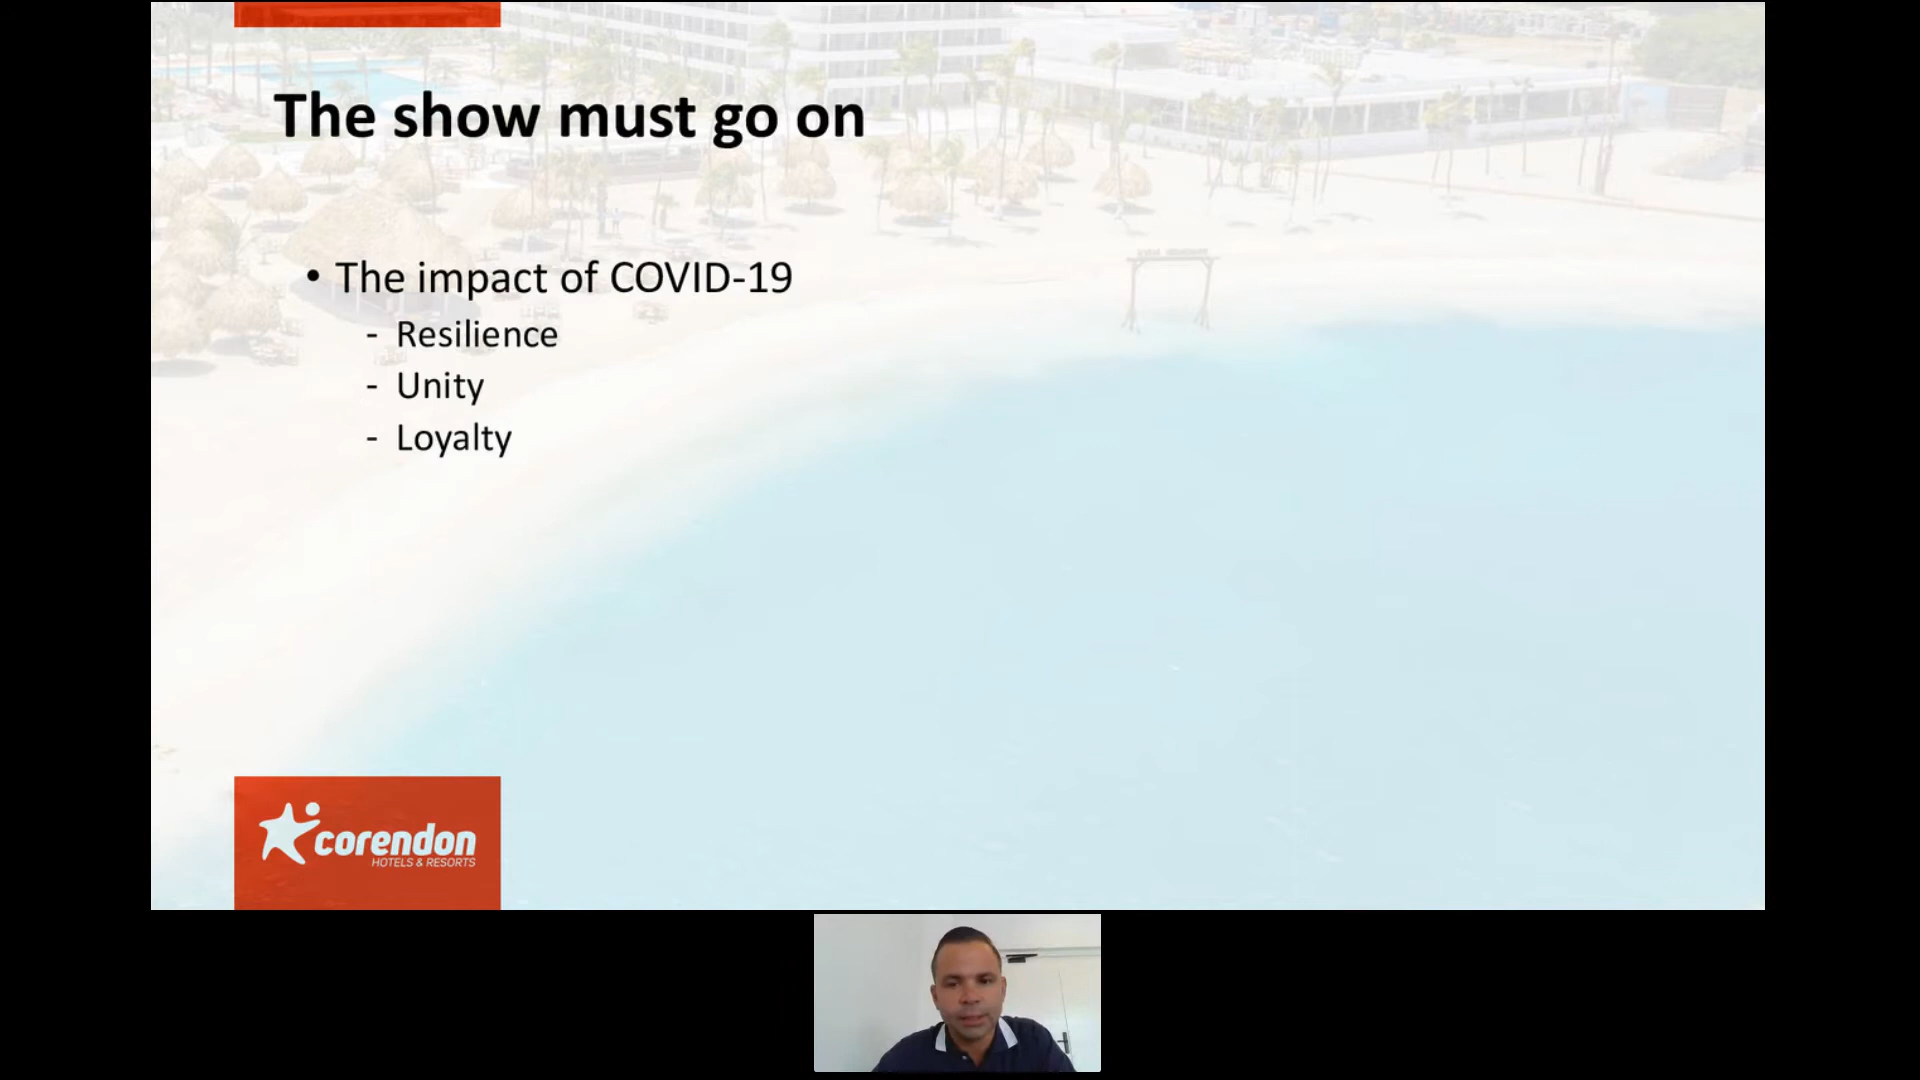 The show must go on
• The impact of COVID-19
- Resilience
- Unity
- Loyalty
corendon
HOTELS & RESORTS